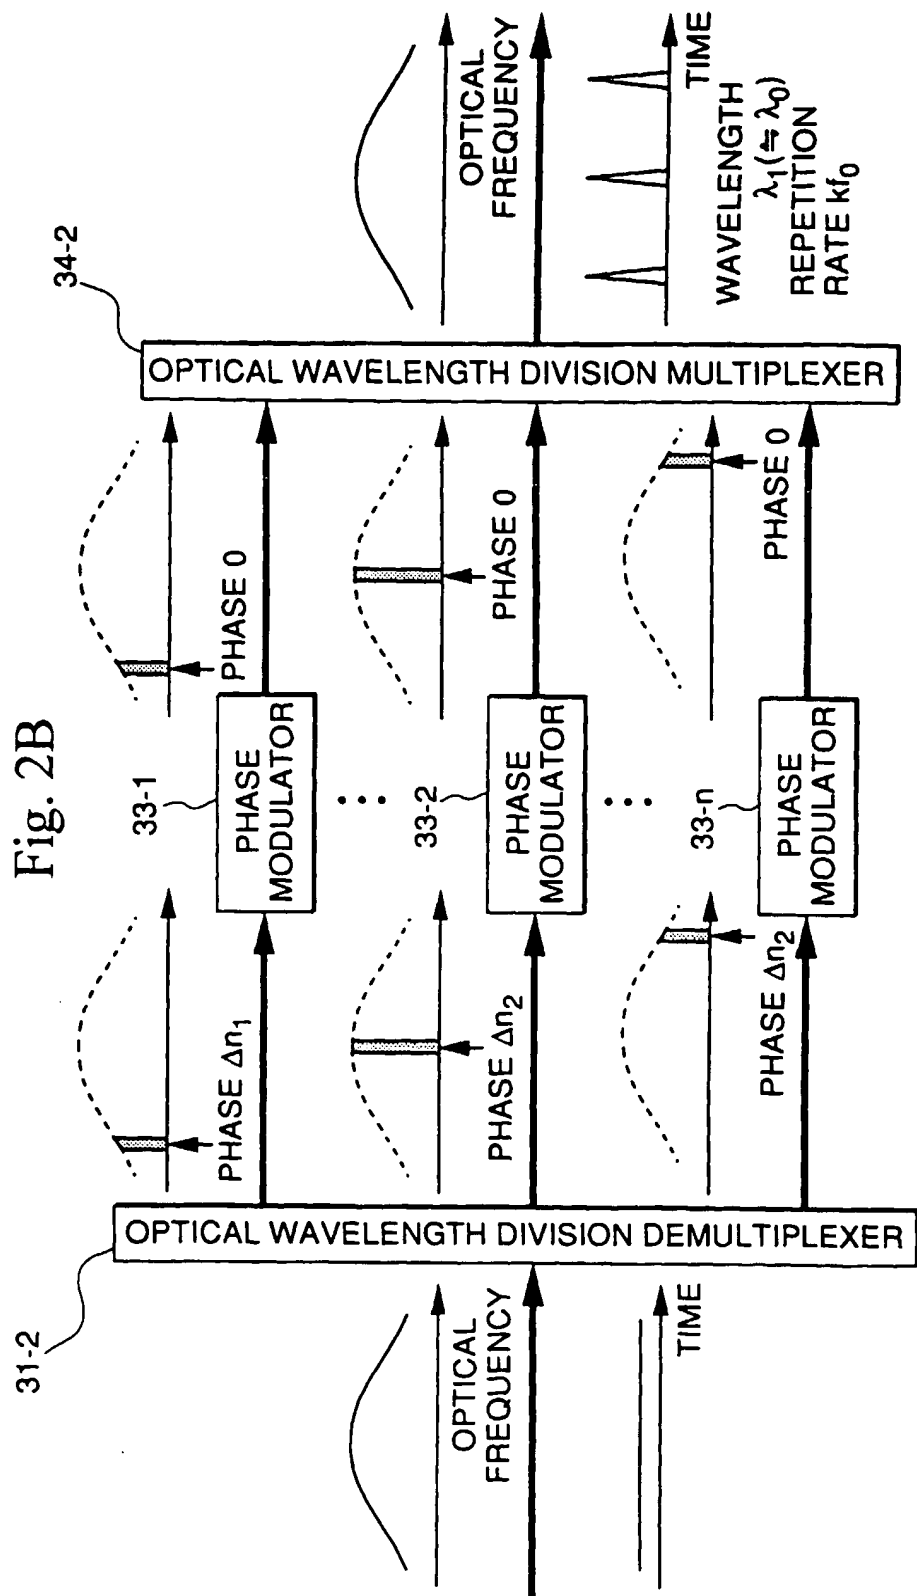 Fig. 2B
31-2
OPTICAL
FREQUENCY
TIME
OPTICAL WAVELENGTH DIVISION DEMULTIPLEXER
PHASE Δn1
PHASE Δn2
PHASE Δn2
33-1
PHASE
MODULATOR
33-2
PHASE
MODULATOR
33-n
PHASE
MODULATOR
PHASE 0
PHASE 0
PHASE 0
34-2
OPTICAL WAVELENGTH DIVISION MULTIPLEXER
OPTICAL
FREQUENCY
TIME
WAVELENGTH
λ1(≒λ0)
REPETITION
RATE kf0